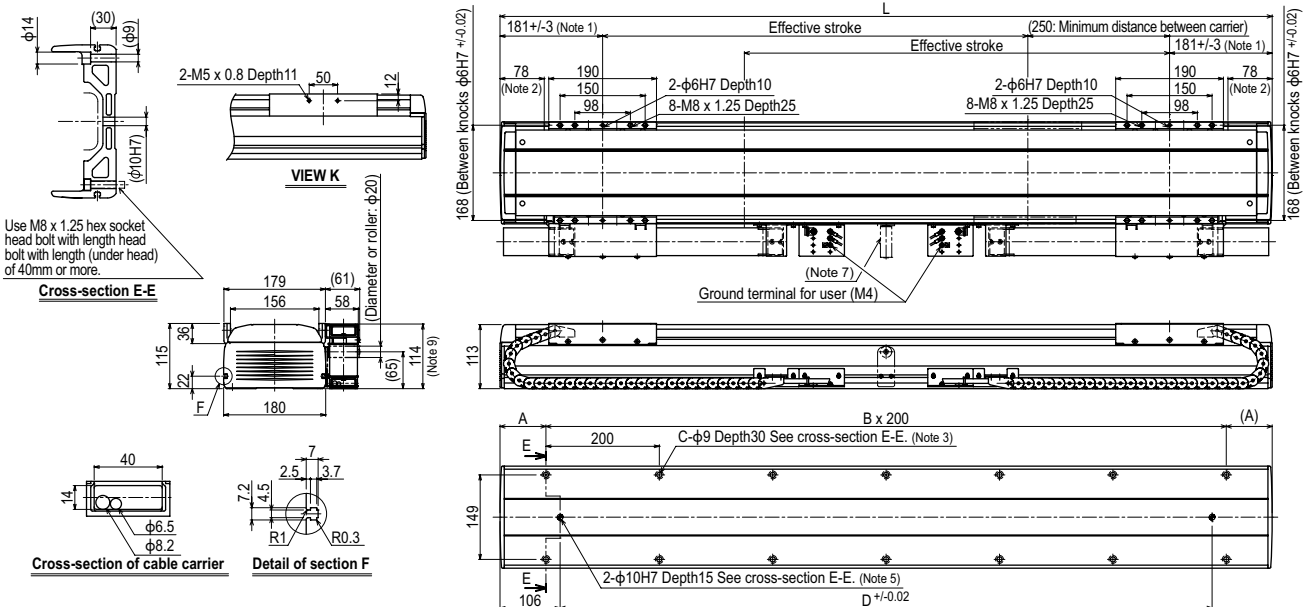 ϕ14
(30)
(ϕ9)
(ϕ10H7)
Use M8 x 1.25 hex socket
head bolt with length head
bolt with length (under head)
of 40mm or more.
Cross-section E-E
2-M5 x 0.8 Depth11
50
12
VIEW K
L
181+/-3 (Note 1)
Effective stroke
(250: Minimum distance between carrier)
Effective stroke
181+/-3 (Note 1)
78
(Note 2)
190
150
98
2-ϕ6H7 Depth10
8-M8 x 1.25 Depth25
2-ϕ6H7 Depth10
8-M8 x 1.25 Depth25
190
150
98
78
(Note 2)
168 (Between knocks ϕ6H7 +/-0.02)
168 (Between knocks ϕ6H7 +/-0.02)
(Note 7)
Ground terminal for user (M4)
179
(61)
156
58
(Diameter or roller: ϕ20)
115
36
22
F
180
(65)
114
(Note 9)
113
40
14
ϕ6.5
ϕ8.2
Cross-section of cable carrier
7
2.5
3.7
7.2
4.5
R1
R0.3
Detail of section F
A
B x 200
(A)
E
200
C-ϕ9 Depth30 See cross-section E-E. (Note 3)
149
2-ϕ10H7 Depth15 See cross-section E-E. (Note 5)
E
106
D +/-0.02